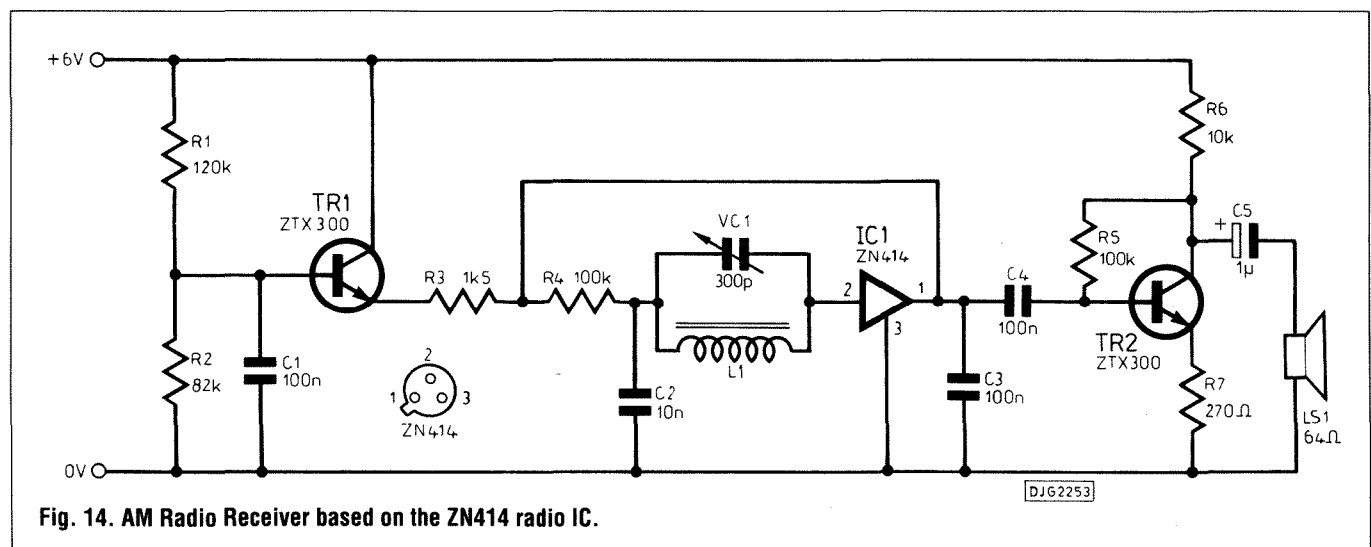 +6V
R1
120k
R2
82k
C1
100n
TR1
ZTX300
R3 1k5
R4 100k
2
1 3
ZN414
C2
10n
VC1
300p
L1
IC1
ZN414
2
1
3
C4
100n
C3
100n
R5
100k
R6
10k
TR2
ZTX300
R7
270Ω
+
C5
1µ
LS1
64Ω
0V
DJG2253
Fig. 14. AM Radio Receiver based on the ZN414 radio IC.